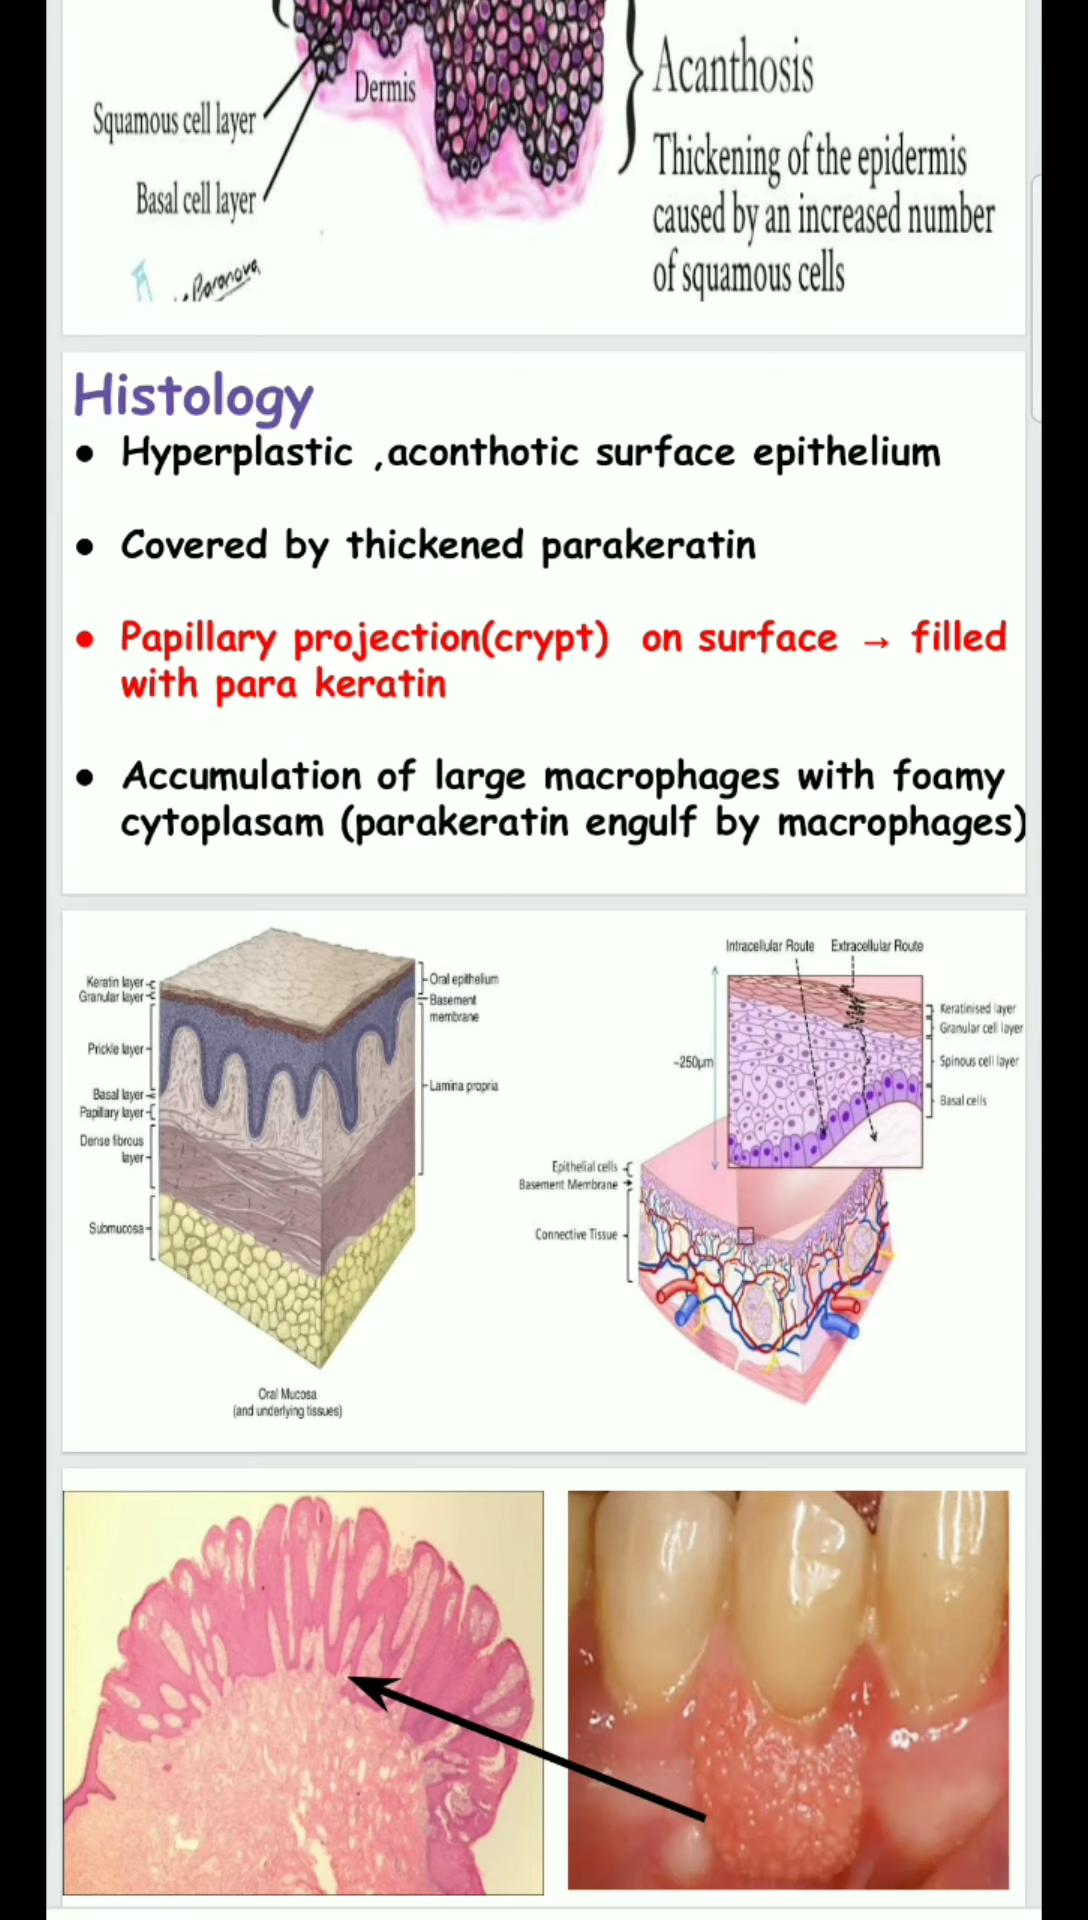 Dermis
Squamous cell layer
Basal cell layer
Acanthosis
Thickening of the epidermis
caused by an increased number
of squamous cells
Baranova
Histology
● Hyperplastic ,aconthotic surface epithelium
● Covered by thickened parakeratin
● Papillary projection(crypt) on surface → filled
with para keratin
● Accumulation of large macrophages with foamy
cytoplasam (parakeratin engulf by macrophages)
Keratin layer
Granular layer
Prickle layer
Basal layer
Papillary layer
Dense fibrous
layer
Submucosa
Oral epithelium
Basement
membrane
Lamina propria
Oral Mucosa
(and underlying tissues)
Intracellular Route Extracellular Route
~250µm
Keratinised layer
Granular cell layer
Spinous cell layer
Basal cells
Epithelial cells
Basement Membrane
Connective Tissue